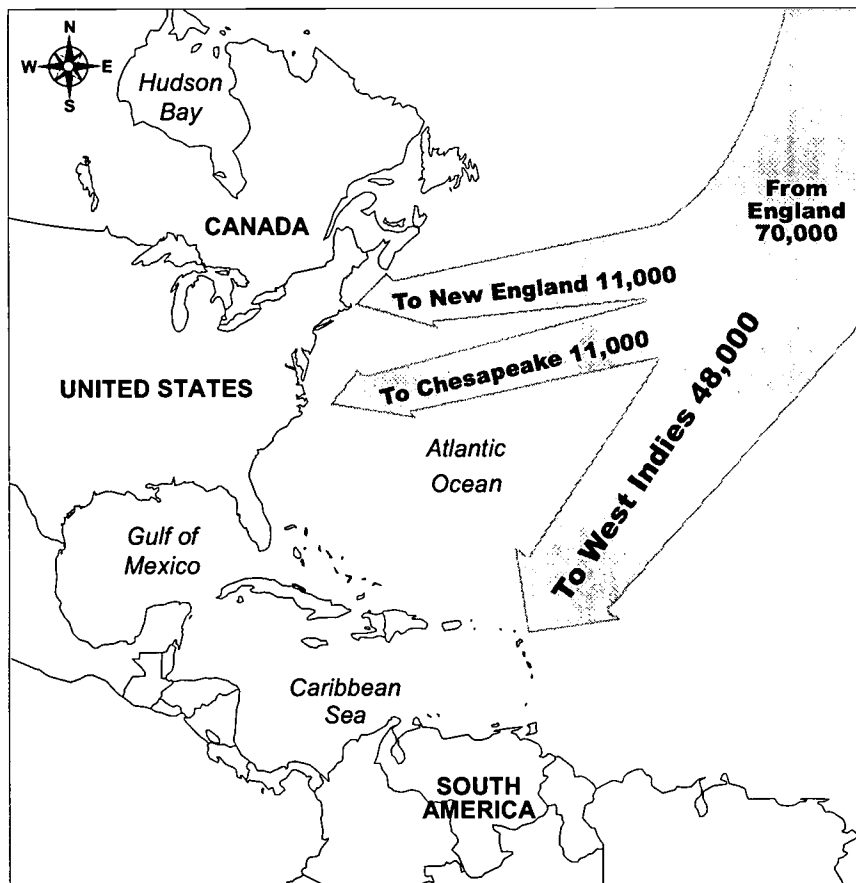 N
W E
S
Hudson
Bay
From
England
70,000
CANADA
To New England 11,000
To Chesapeake 11,000
UNITED STATES
To West Indies 48,000
Atlantic
Ocean
Gulf of
Mexico
Caribbean
Sea
SOUTH
AMERICA